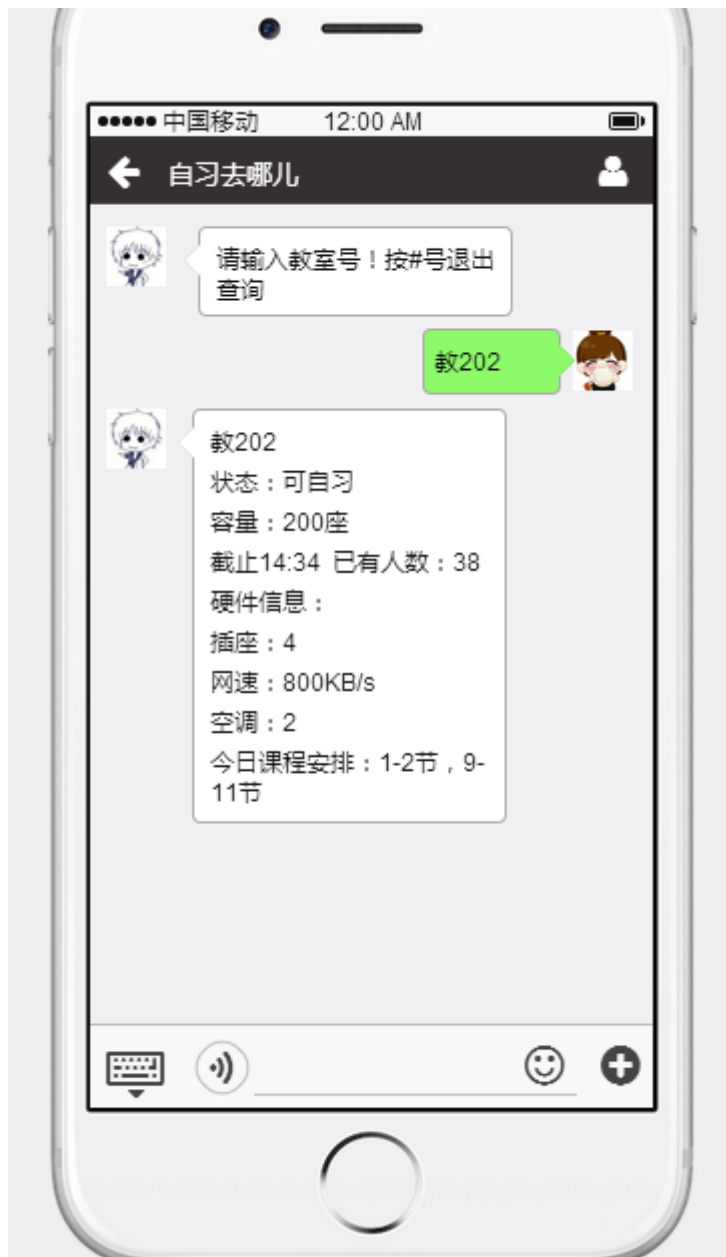 中国移动 12:00 AM
自习去哪儿
请输入教室号！按#号退出
查询
教202
教202
状态：可自习
容量：200座
截止14:34 已有人数：38
硬件信息：
插座：4
网速：800KB/s
空调：2
今日课程安排：1-2节，9-
11节